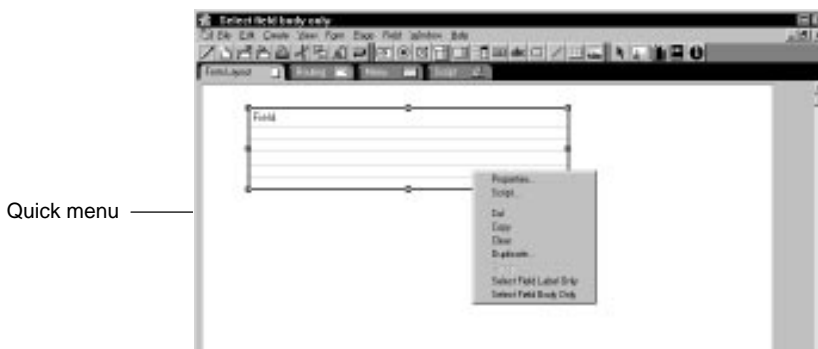 Select field body only
File Edit Create View Form Page Field Window Help
Form Layout Routing Menu Script
Field
Quick menu
Properties...
Script...
Cut
Copy
Clear
Duplicate...
Select Field Label Only
Select Field Body Only